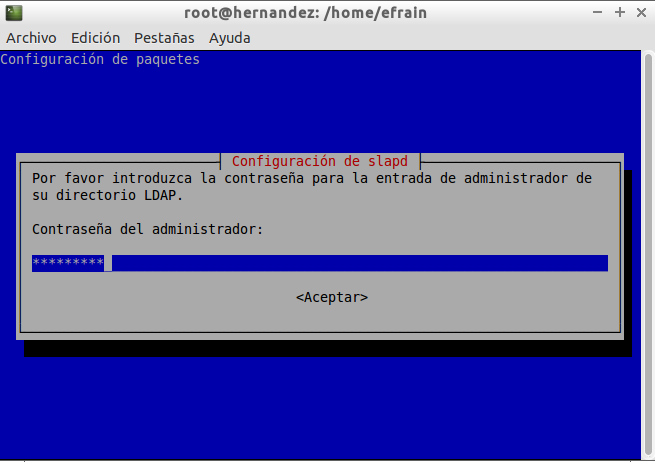 root@hernandez: /home/efrain
Archivo Edición Pestañas Ayuda
Configuración de paquetes
Configuración de slapd
Por favor introduzca la contraseña para la entrada de administrador de
su directorio LDAP.
Contraseña del administrador:
*********
<Aceptar>